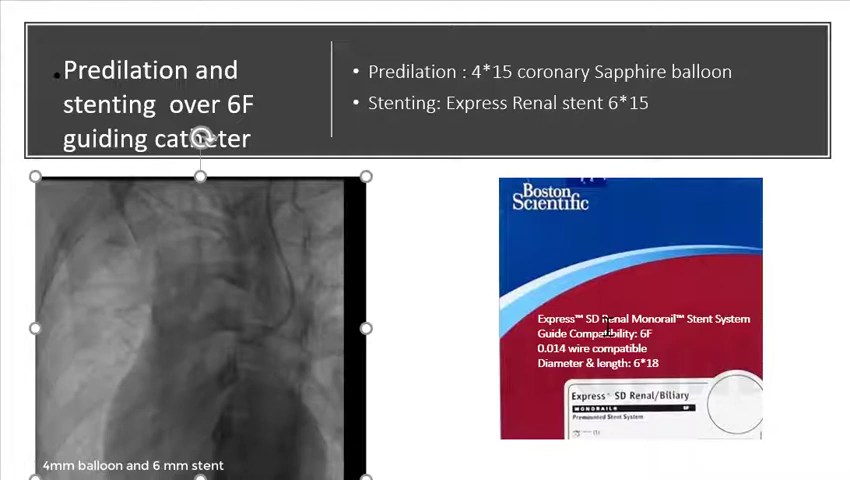 Predilation and
stenting over 6F
guiding catheter
• Predilation : 4*15 coronary Sapphire balloon
• Stenting: Express Renal stent 6*15
Boston
Scientific
Express™ SD Renal Monorail™ Stent System
Guide Compatibility: 6F
0.014 wire compatible
Diameter & length: 6*18
Express™ SD Renal/Biliary
MONORAIL®
Premounted Stent System
4mm balloon and 6 mm stent